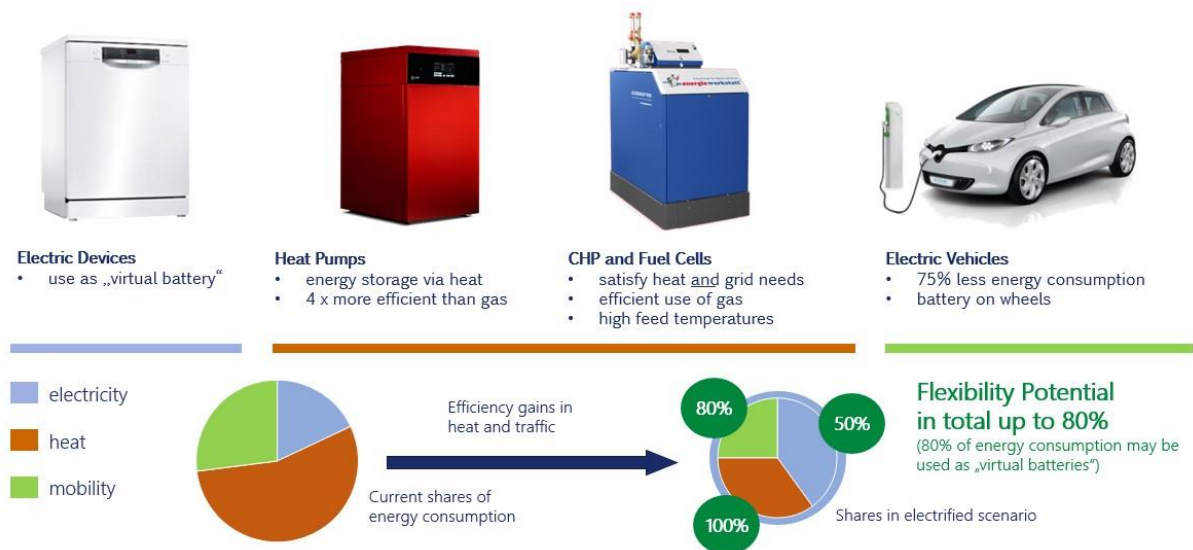 energiewerkstatt
Electric Devices
• use as „virtual battery“
Heat Pumps
• energy storage via heat
• 4 x more efficient than gas
CHP and Fuel Cells
• satisfy heat and grid needs
• efficient use of gas
• high feed temperatures
Electric Vehicles
• 75% less energy consumption
• battery on wheels
electricity
heat
mobility
Efficiency gains in
heat and traffic
Current shares of
energy consumption
80%
50%
100%
Shares in electrified scenario
Flexibility Potential
in total up to 80%
(80% of energy consumption may be
used as „virtual batteries“)